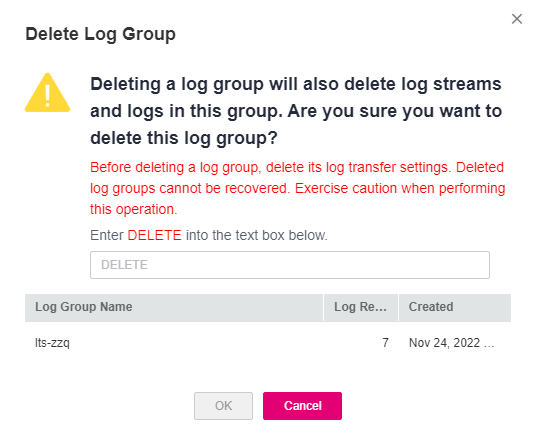 Delete Log Group
Deleting a log group will also delete log streams
and logs in this group. Are you sure you want to
delete this log group?
Before deleting a log group, delete its log transfer settings. Deleted
log groups cannot be recovered. Exercise caution when performing
this operation.
Enter DELETE into the text box below.
DELETE
Log Group Name Log Re... Created
lts-zzq 7 Nov 24, 2022 ...
OK Cancel